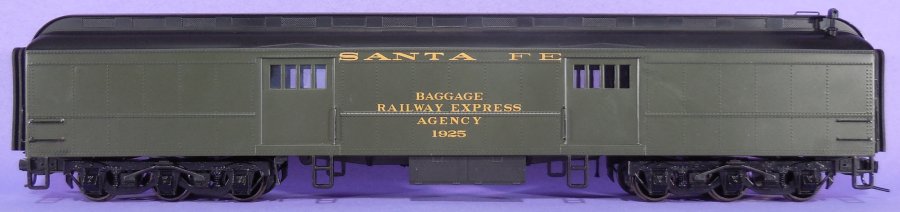 SANTA FE
BAGGAGE
RAILWAY EXPRESS
AGENCY
1925